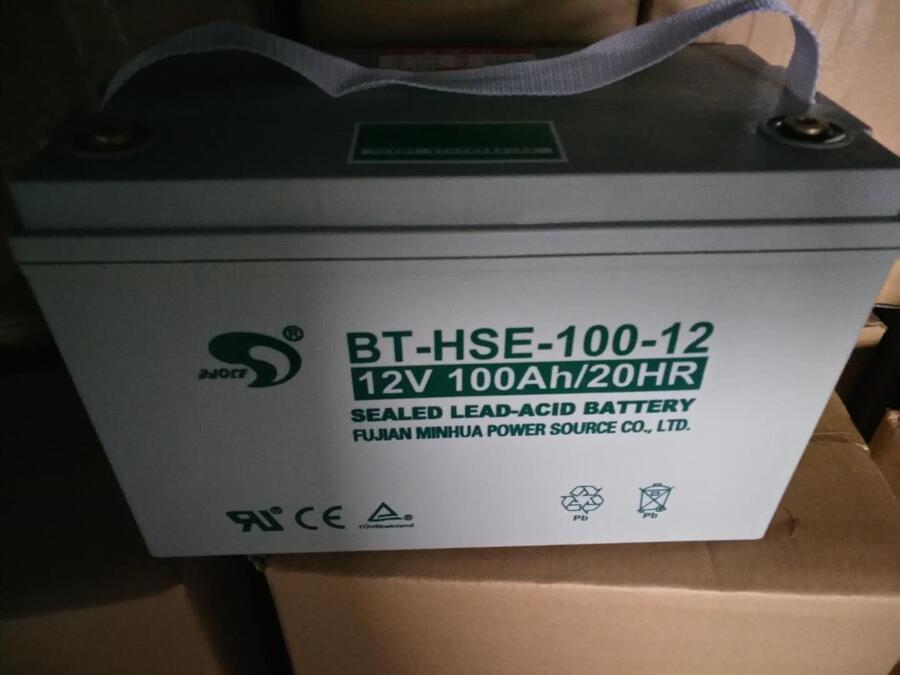 BT-HSE-100-12
12V 100Ah/20HR
SEALED LEAD-ACID BATTERY
FUJIAN MINHUA POWER SOURCE CO., LTD.
CE
TÜVRheinland
Pb
Pb